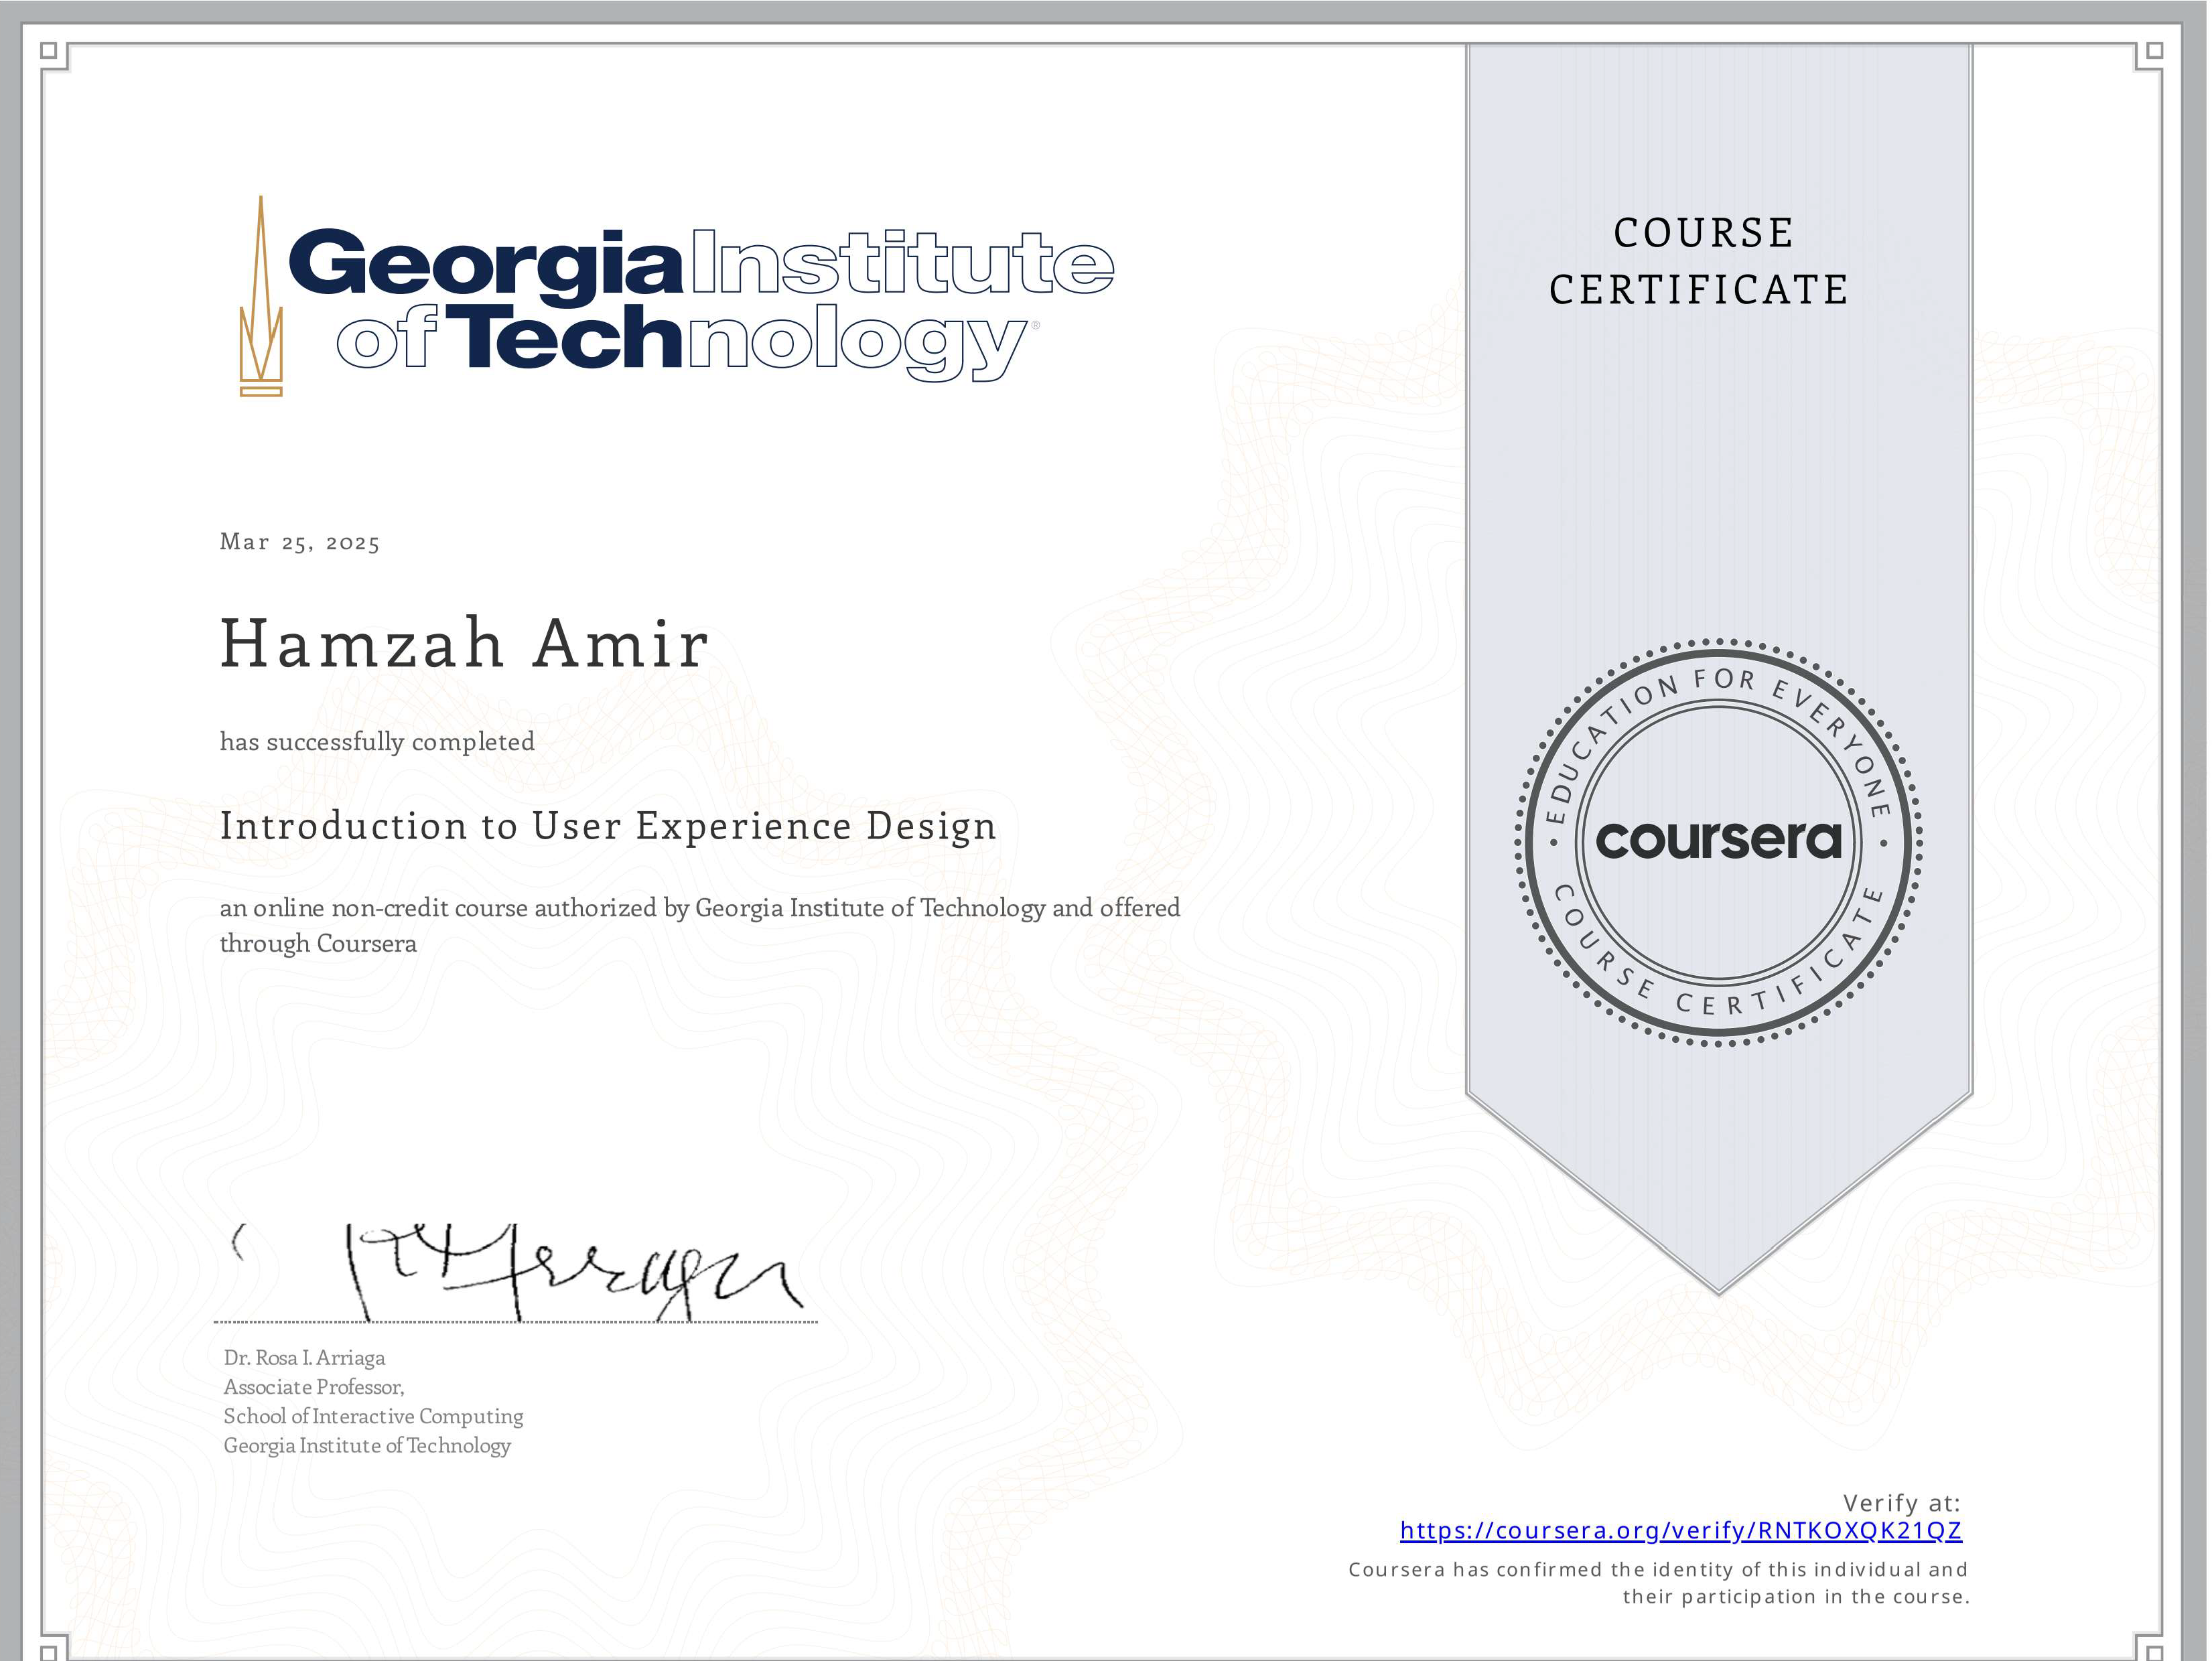 Georgia Institute
of Technology®
COURSE
CERTIFICATE
Mar 25, 2025
Hamzah Amir
has successfully completed
Introduction to User Experience Design
an online non-credit course authorized by Georgia Institute of Technology and offered
through Coursera
EDUCATION FOR EVERYONE
coursera
COURSE CERTIFICATE
Dr. Rosa I. Arriaga
Associate Professor,
School of Interactive Computing
Georgia Institute of Technology
Verify at:
https://coursera.org/verify/RNTKOXQK21QZ
Coursera has confirmed the identity of this individual and
their participation in the course.